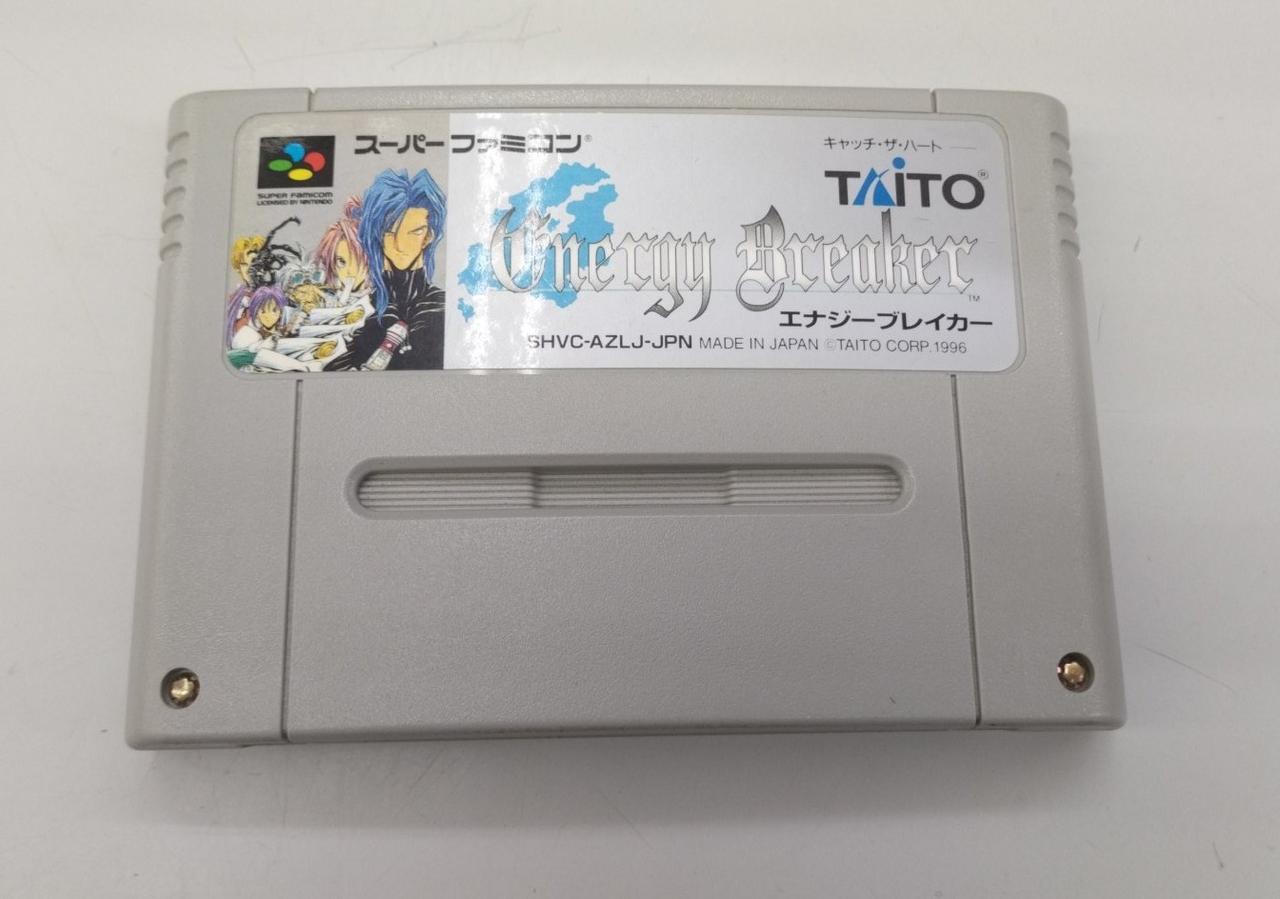 スーパーファミコン®
SUPER FAMICOM
LICENSED BY NINTENDO
キャッチ・ザ・ハート
TAITO®
Energy Breaker™
エナジーブレイカー
SHVC-AZLJ-JPN MADE IN JAPAN ©TAITO CORP. 1996